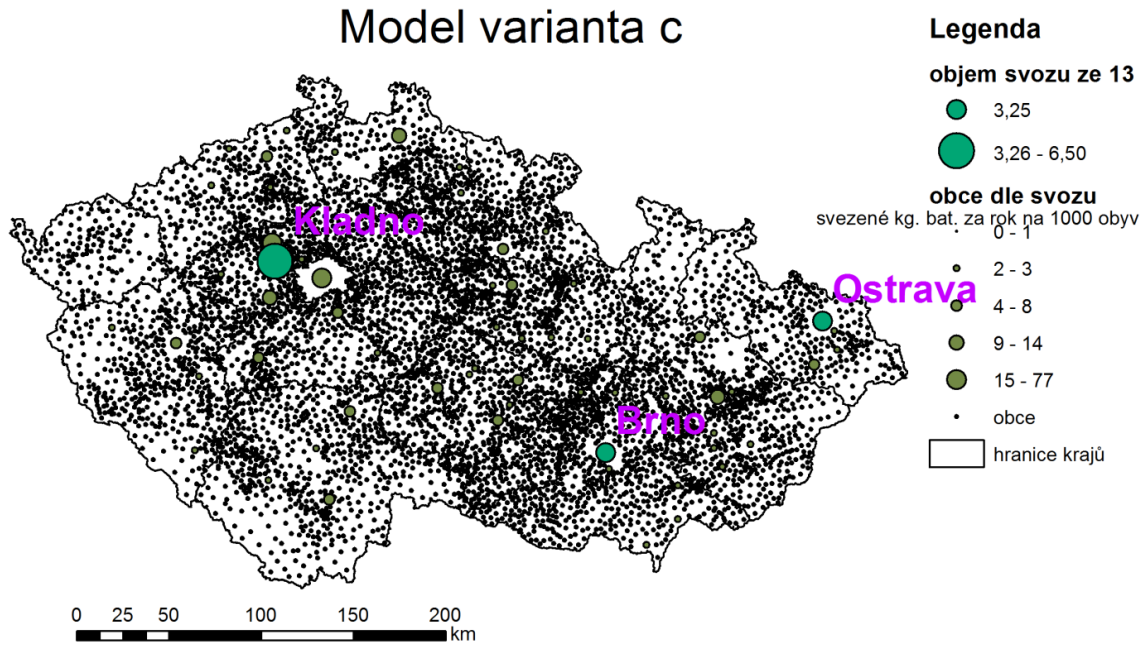 Model varianta c
Legenda
objem svozu ze 13
3,25
3,26 - 6,50
obce dle svozu
svezené kg. bat. za rok na 1000 obyv
0 - 1
2 - 3
4 - 8
9 - 14
15 - 77
obce
hranice krajů
Kladno
Ostrava
Brno
0 25 50 100 150 200
km